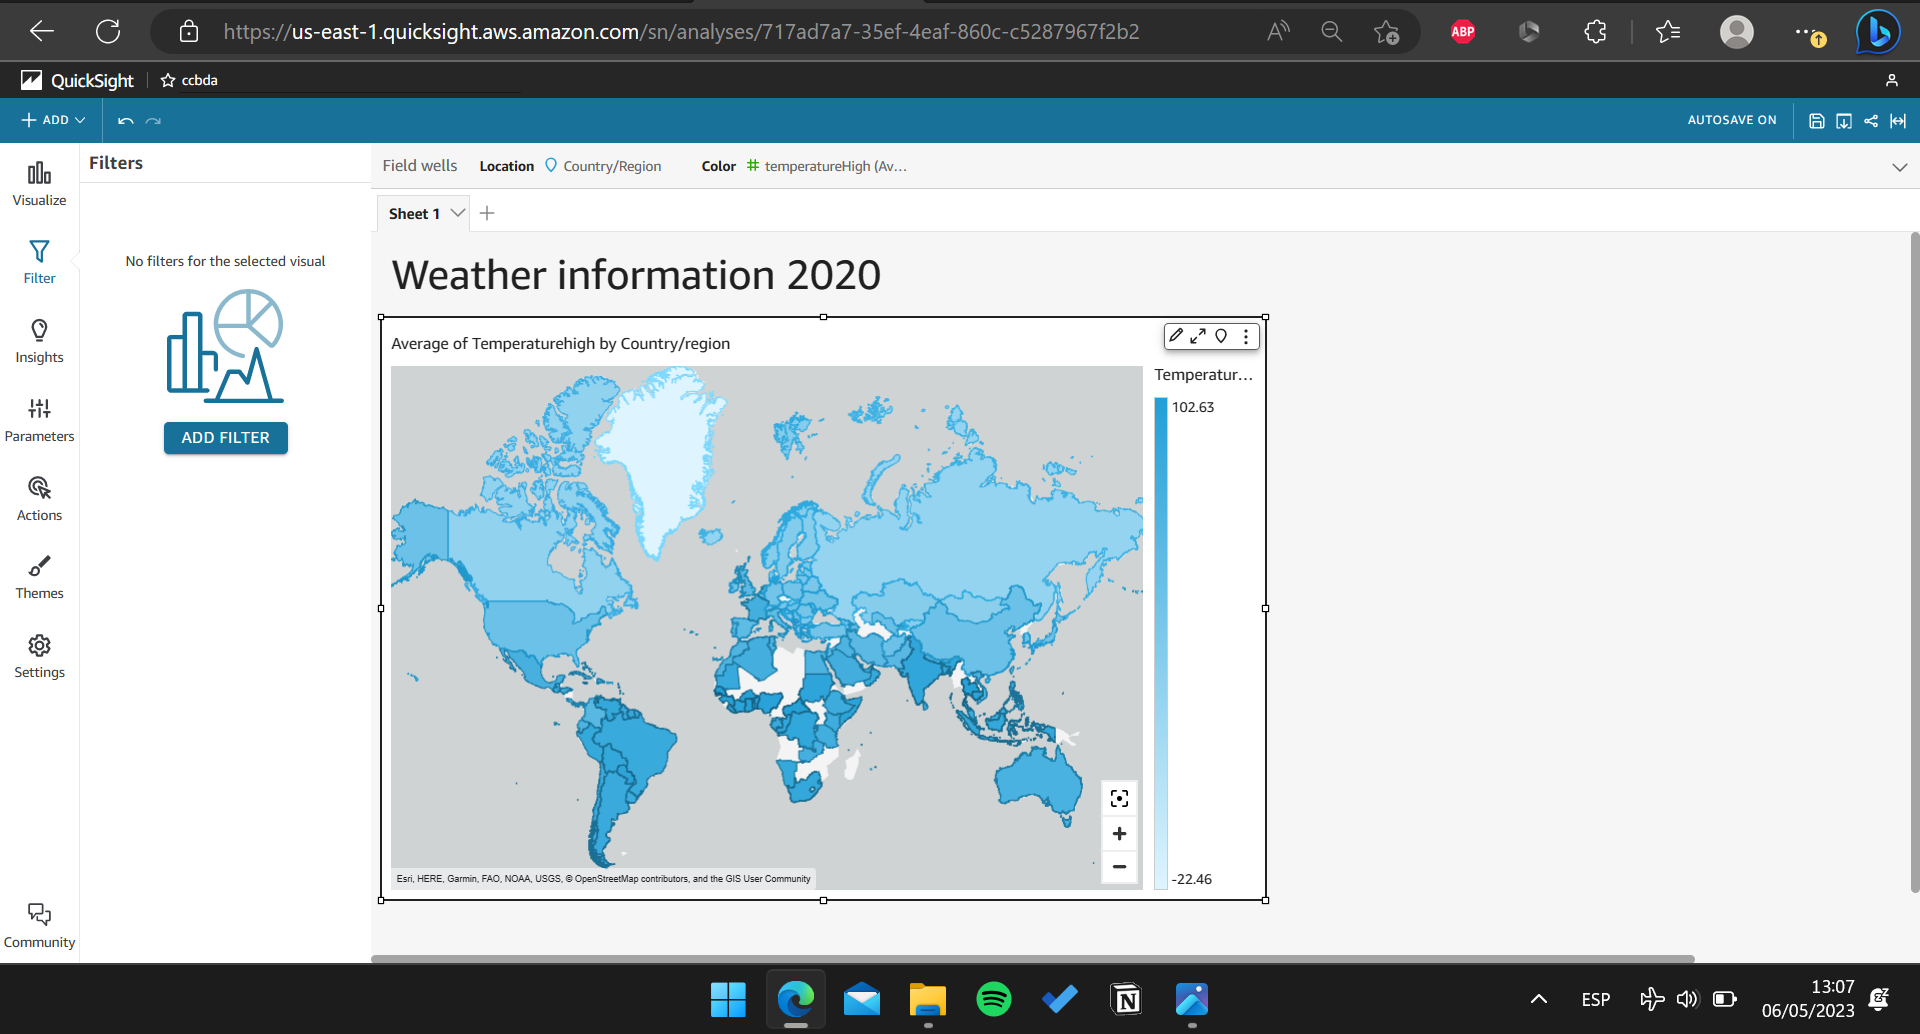 https://us-east-1.quicksight.aws.amazon.com/sn/analyses/717ad7a7-35ef-4eaf-860c-c5287967f2b2
ABP
QuickSight
ccbda
ADD
AUTOSAVE ON
Visualize
Filter
Insights
Parameters
Actions
Themes
Settings
Community
Filters
No filters for the selected visual
ADD FILTER
Field wells Location Country/Region Color temperatureHigh (Av...
Sheet 1
Weather information 2020
Average of Temperaturehigh by Country/region
Temperatur...
102.63
-22.46
Esri, HERE, Garmin, FAO, NOAA, USGS, © OpenStreetMap contributors, and the GIS User Community
ESP
13:07
06/05/2023